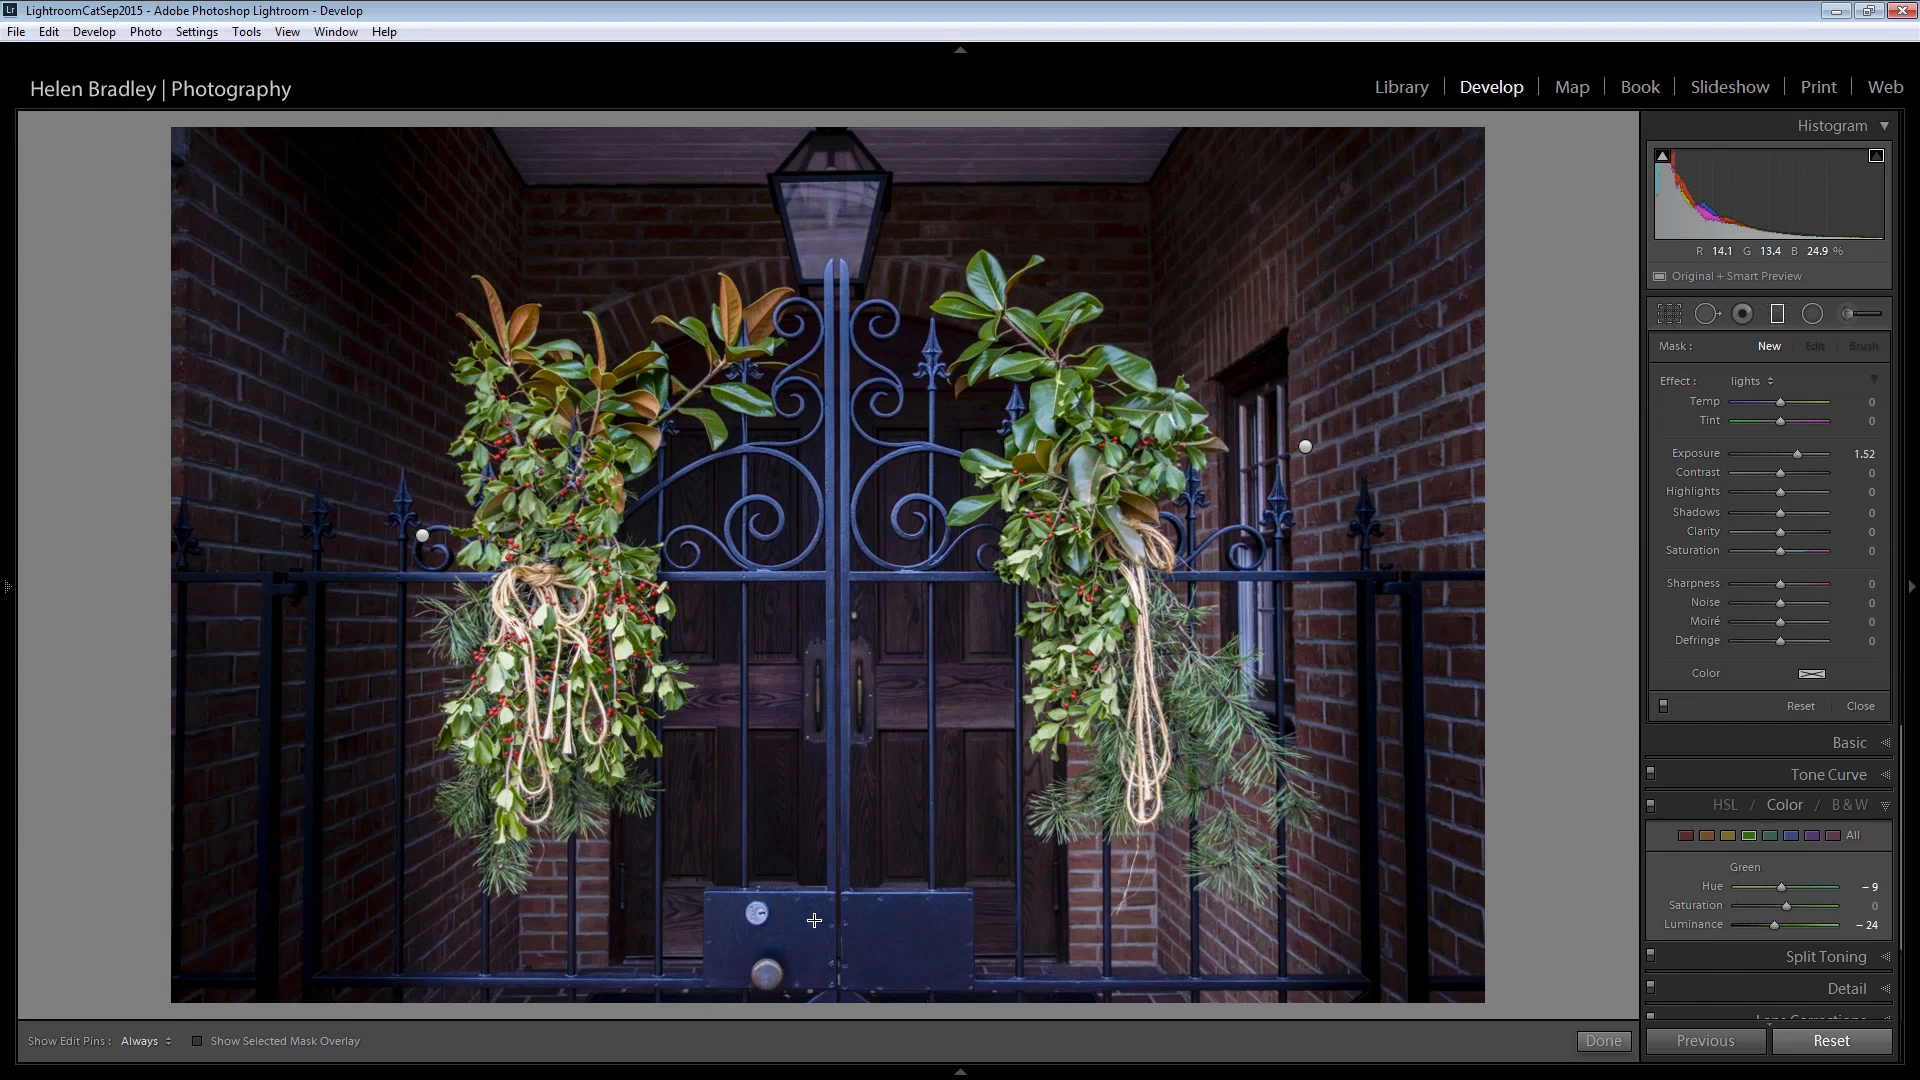 LightroomCatSep2015 - Adobe Photoshop Lightroom - Develop
File Edit Develop Photo Settings Tools View Window Help
Helen Bradley | Photography
Library | Develop | Map | Book | Slideshow | Print | Web
Histogram
R 14.1 G 13.4 B 24.9 %
Original + Smart Preview
Mask : New Edit Brush
Effect : lights
Temp 0
Tint 0
Exposure 1.52
Contrast 0
Highlights 0
Shadows 0
Clarity 0
Saturation 0
Sharpness 0
Noise 0
Moiré 0
Defringe 0
Color
Reset Close
Basic
Tone Curve
HSL / Color / B & W
All
Green
Hue – 9
Saturation 0
Luminance – 24
Split Toning
Detail
Lens Corrections
Show Edit Pins : Always Show Selected Mask Overlay Done Previous Reset